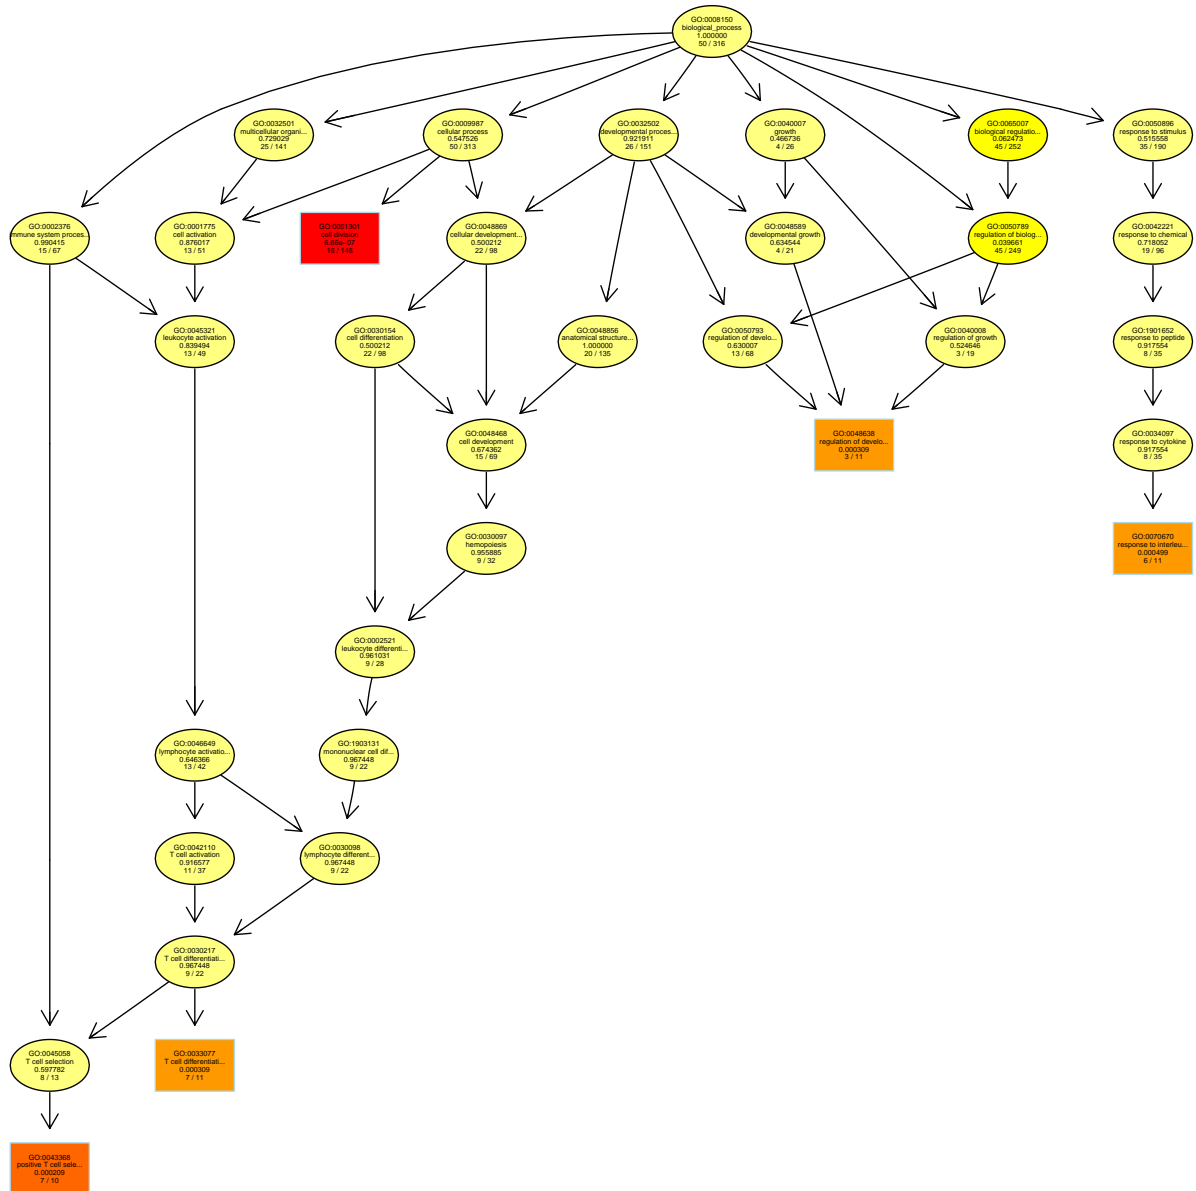 GO:0008150
biological_process
1.000000
50 / 316
GO:0032501
multicellular organi...
0.729029
25 / 141
GO:0009987
cellular process
0.547526
50 / 313
GO:0032502
developmental proces...
0.921911
26 / 151
GO:0040007
growth
0.466736
4 / 26
GO:0065007
biological regulatio...
0.062473
45 / 252
GO:0050896
response to stimulus
0.515558
35 / 190
GO:0002376
immune system proces...
0.990415
15 / 67
GO:0001775
cell activation
0.876017
13 / 51
GO:0051301
cell division
6.66e-07
GO:0048869
cellular development...
0.500212
22 / 98
GO:0048589
developmental growth
0.634544
4 / 21
GO:0050789
regulation of biolog...
0.039661
45 / 249
GO:0042221
response to chemical
0.718052
19 / 96
GO:0045321
leukocyte activation
0.839494
13 / 49
GO:0030154
cell differentiation
0.500212
22 / 98
GO:0048856
anatomical structure...
1.000000
20 / 135
GO:0050793
regulation of develo...
0.630007
13 / 68
GO:0040008
regulation of growth
0.524646
3 / 19
GO:1901652
response to peptide
0.917554
8 / 35
GO:0048468
cell development
0.674362
15 / 69
GO:0048638
regulation of develo...
0.000309
3 / 11
GO:0034097
response to cytokine
0.917554
8 / 35
GO:0030097
hemopoiesis
0.955885
9 / 32
GO:0070670
response to interleu...
0.000499
6 / 11
GO:0002521
leukocyte differenti...
0.961031
9 / 28
GO:0046649
lymphocyte activatio...
0.646366
13 / 42
GO:1903131
mononuclear cell dif...
0.967448
9 / 22
GO:0042110
T cell activation
0.916577
11 / 37
GO:0030098
lymphocyte different...
0.967448
9 / 22
GO:0030217
T cell differentiati...
0.967448
9 / 22
GO:0045058
T cell selection
0.597782
8 / 13
GO:0033077
T cell differentiati...
0.000309
7 / 11
GO:0043368
positive T cell sele...
0.000209
7 / 10